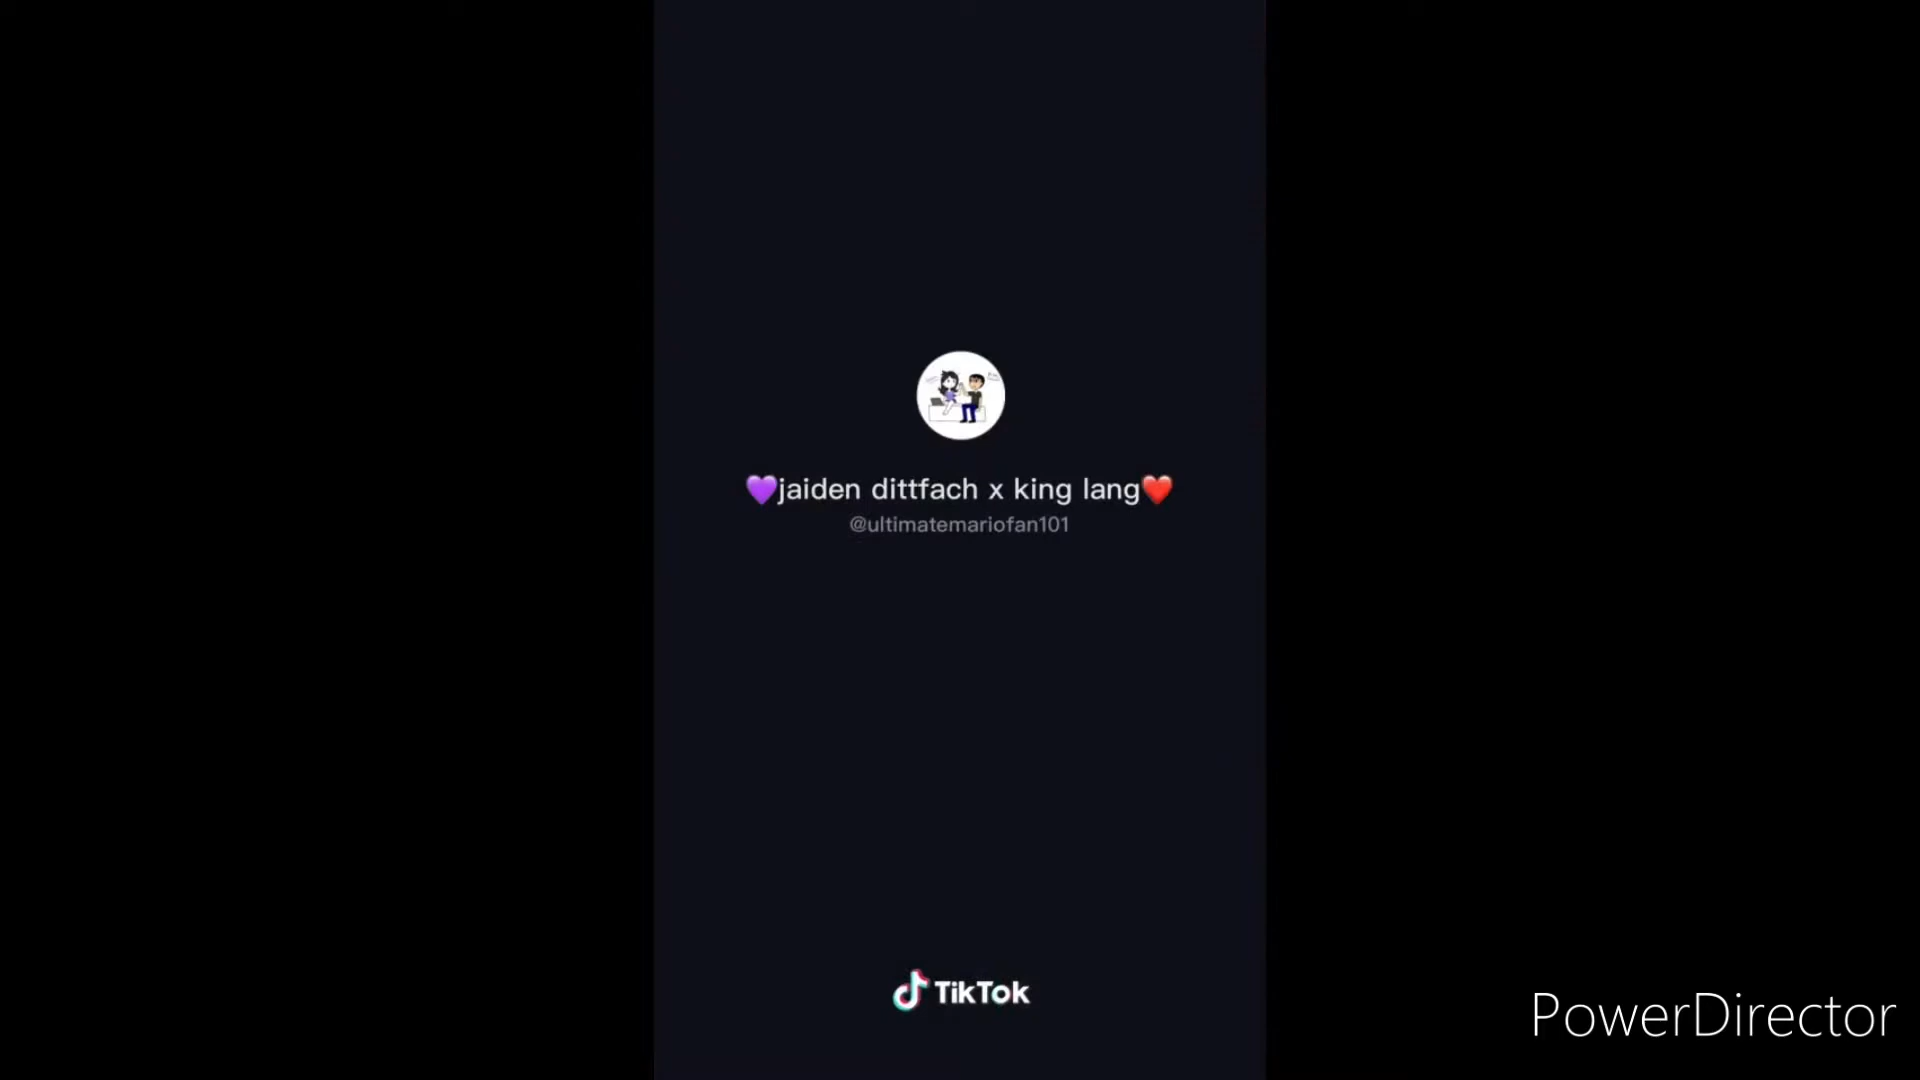 💜jaiden dittfach x king lang❤️
@ultimatemariofan101
TikTok
PowerDirector